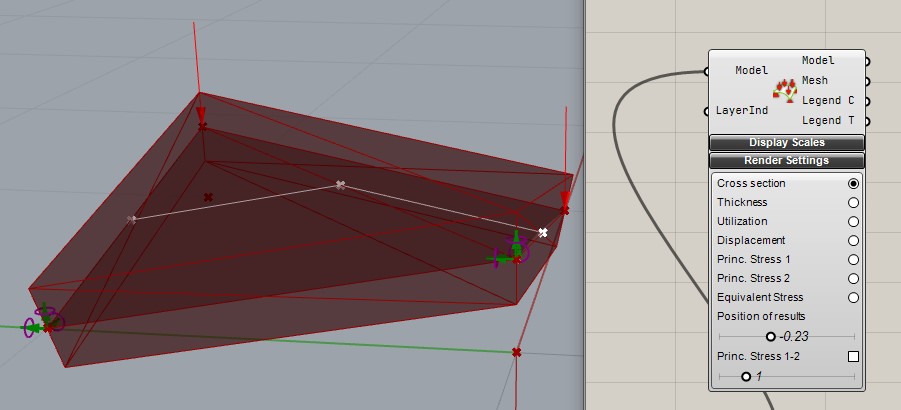 Model
Model
Mesh
LayerInd
Legend C
Legend T
Display Scales
Render Settings
Cross section
Thickness
Utilization
Displacement
Princ. Stress 1
Princ. Stress 2
Equivalent Stress
Position of results
-0.23
Princ. Stress 1-2
1